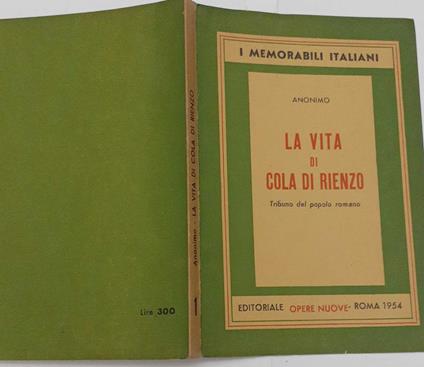 I MEMORABILI ITALIANI
ANONIMO
LA VITA
DI
COLA DI RIENZO
Tribuno del popolo romano
EDITORIALE OPERE NUOVE - ROMA 1954
Anonimo - LA VITA DI COLA DI RIENZO
1
Lire 300